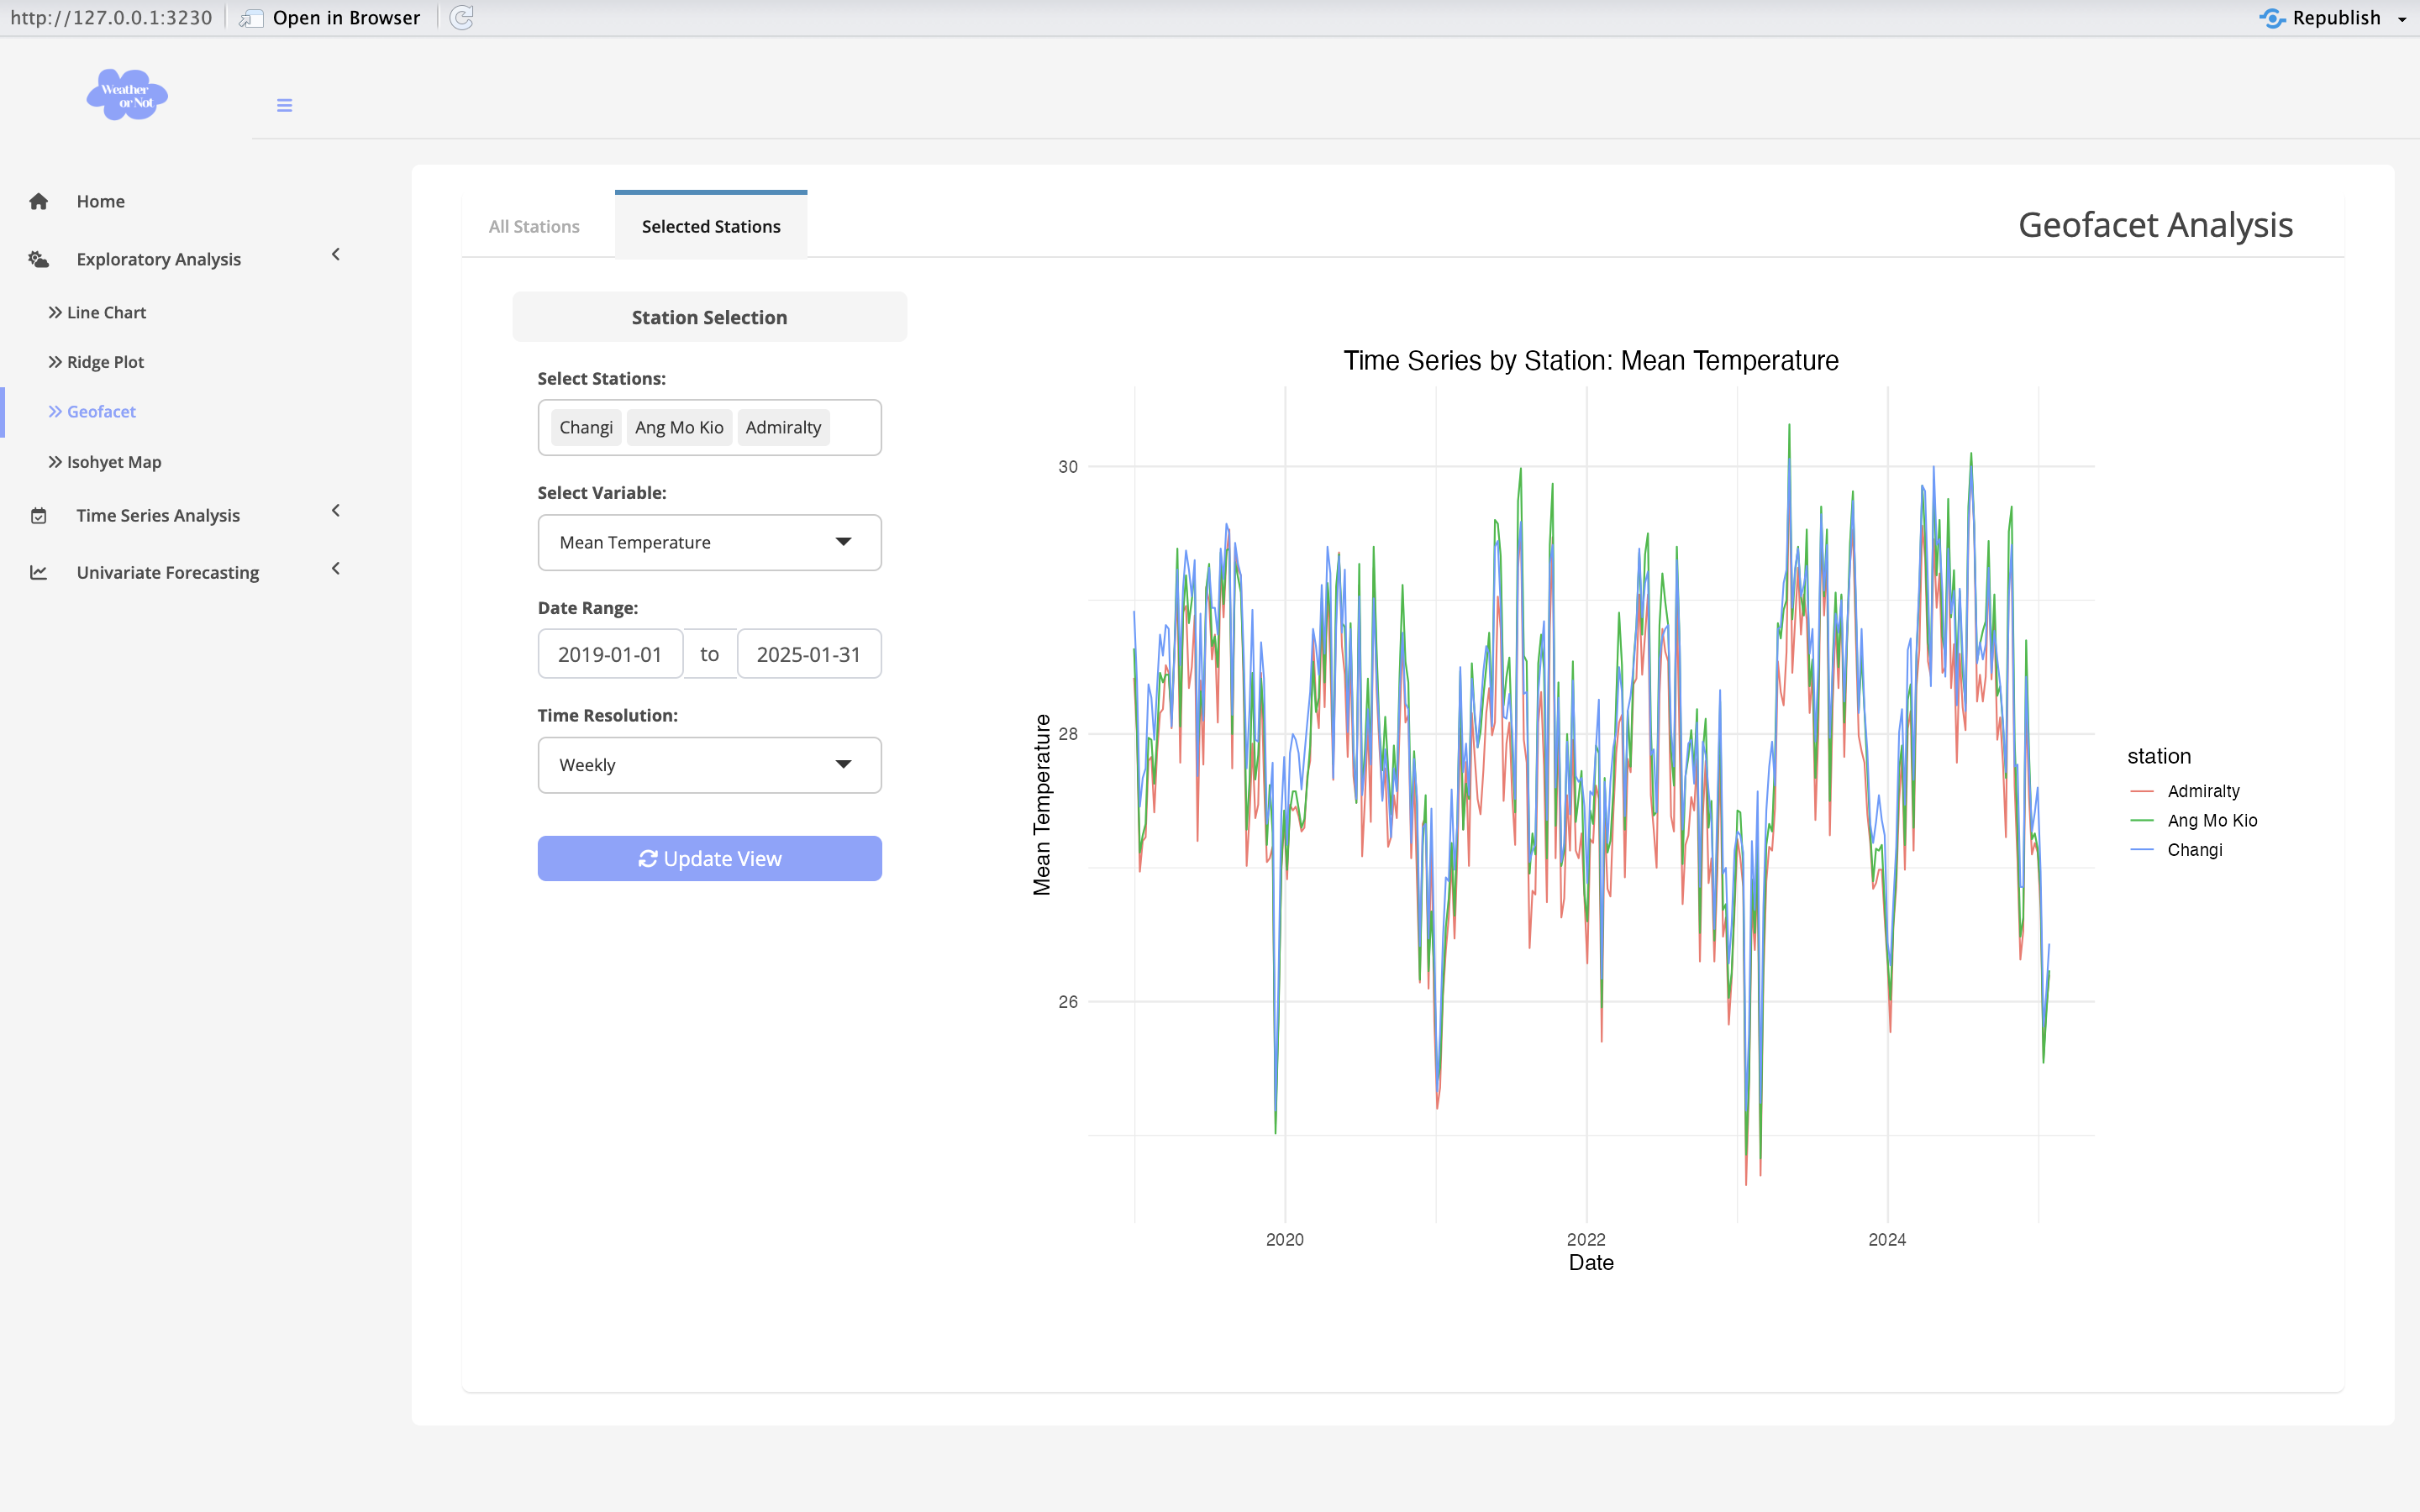 http://127.0.0.1:3230 Open in Browser Republish
Weather
or Not
Home
Exploratory Analysis
Line Chart
Ridge Plot
Geofacet
Isohyet Map
Time Series Analysis
Univariate Forecasting
All Stations Selected Stations Geofacet Analysis
Station Selection
Select Stations:
Changi Ang Mo Kio Admiralty
Select Variable:
Mean Temperature
Date Range:
2019-01-01 to 2025-01-31
Time Resolution:
Weekly
Update View
Time Series by Station: Mean Temperature
Mean Temperature
30
28
26
2020 2022 2024
Date
station
Admiralty
Ang Mo Kio
Changi